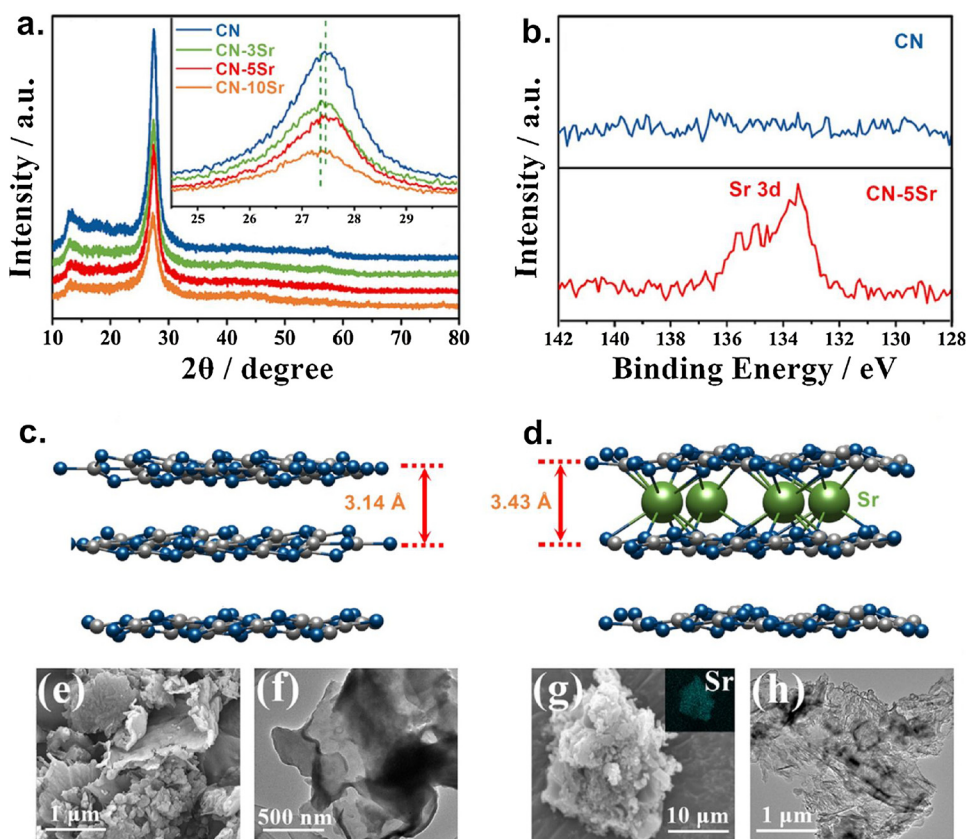 a.
CN
CN-3Sr
CN-5Sr
CN-10Sr
25 26 27 28 29
Intensity / a.u.
10 20 30 40 50 60 70 80
2θ / degree
b.
CN
Sr 3d
CN-5Sr
Intensity / a.u.
142 140 138 136 134 132 130 128
Binding Energy / eV
c.
3.14 Å
d.
3.43 Å
Sr
(e)
1 μm
(f)
500 nm
(g)
Sr
10 μm
(h)
1 μm